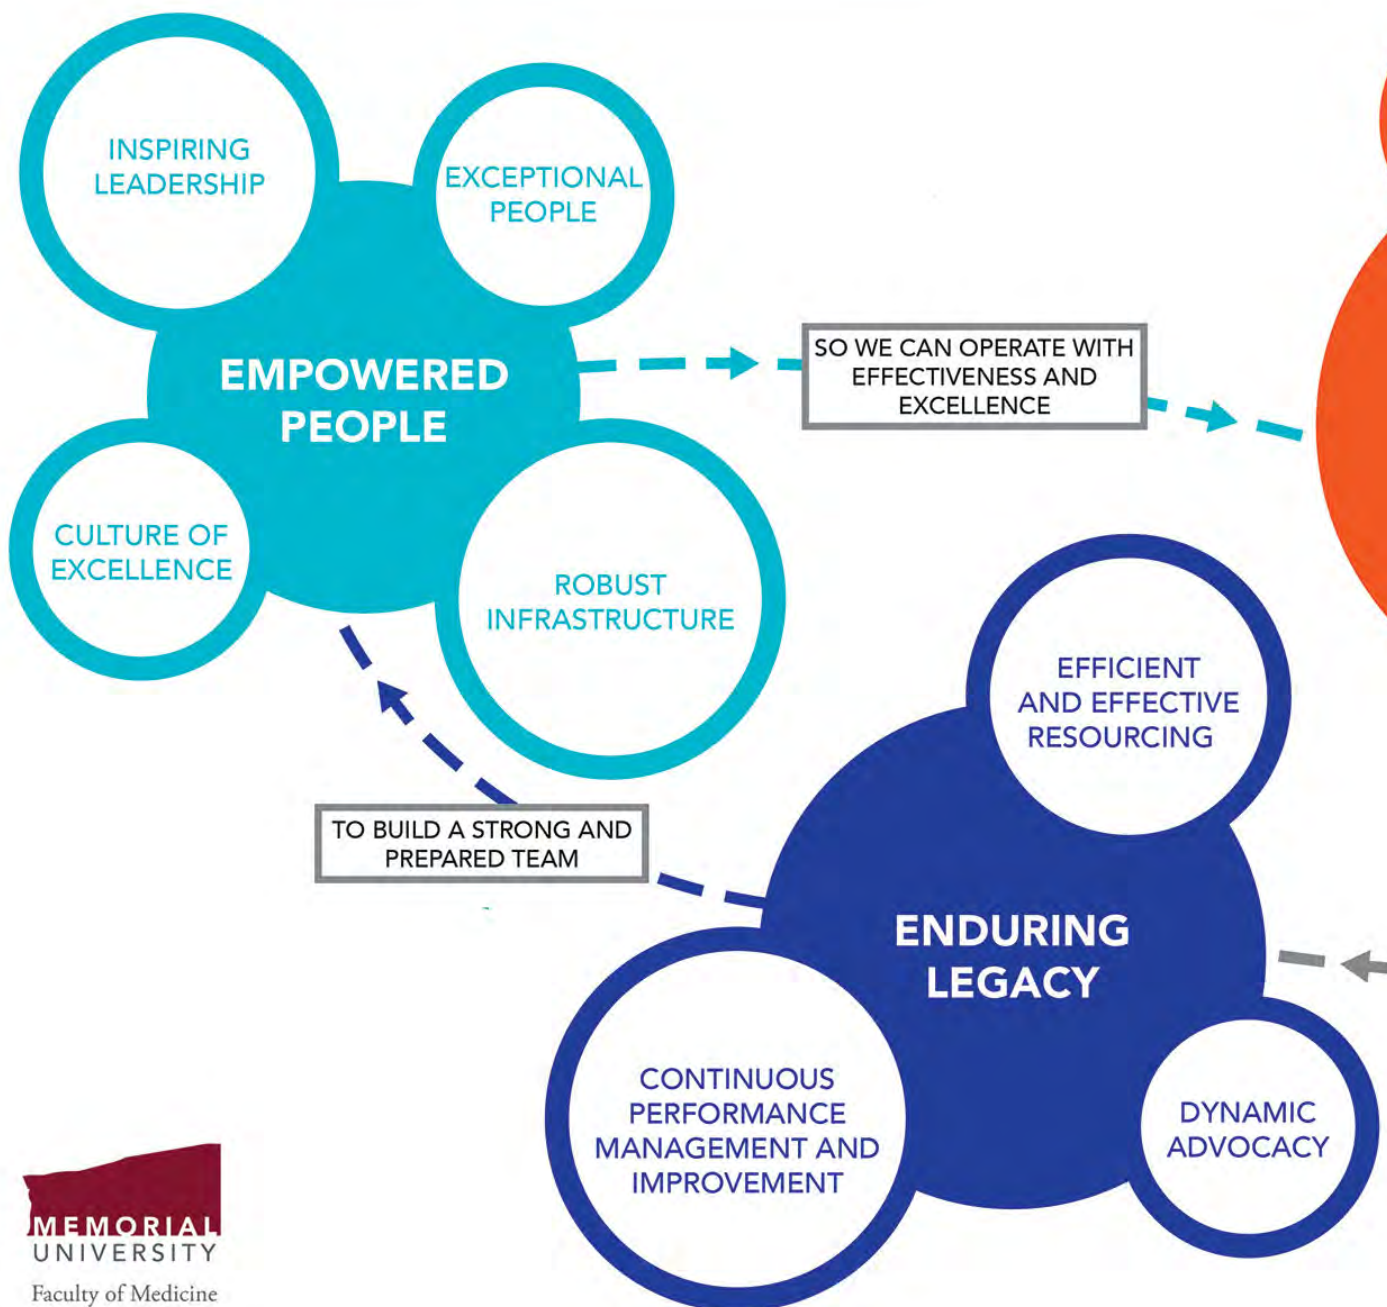 INSPIRING
LEADERSHIP
EXCEPTIONAL
PEOPLE
EMPOWERED
PEOPLE
SO WE CAN OPERATE WITH
EFFECTIVENESS AND
EXCELLENCE
CULTURE OF
EXCELLENCE
ROBUST
INFRASTRUCTURE
EFFICIENT
AND EFFECTIVE
RESOURCING
TO BUILD A STRONG AND
PREPARED TEAM
ENDURING
LEGACY
CONTINUOUS
PERFORMANCE
MANAGEMENT AND
IMPROVEMENT
DYNAMIC
ADVOCACY
MEMORIAL
UNIVERSITY
Faculty of Medicine